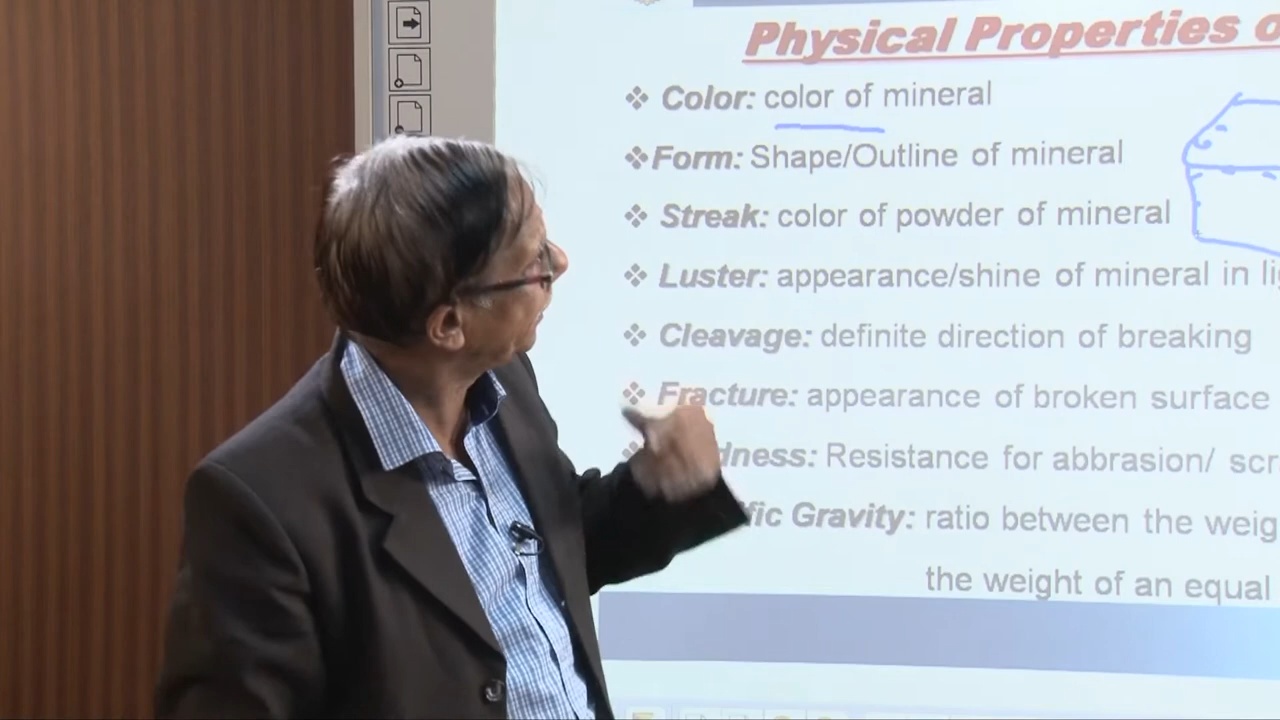 Physical Properties
Color: color of mineral
Form: Shape/Outline of mineral
Streak: color of powder of mineral
Luster: appearance/shine of mineral in
Cleavage: definite direction of breaking
Fracture: appearance of broken surface
Resistance for abbrasion/
Gravity: ratio between the
the weight of an equal